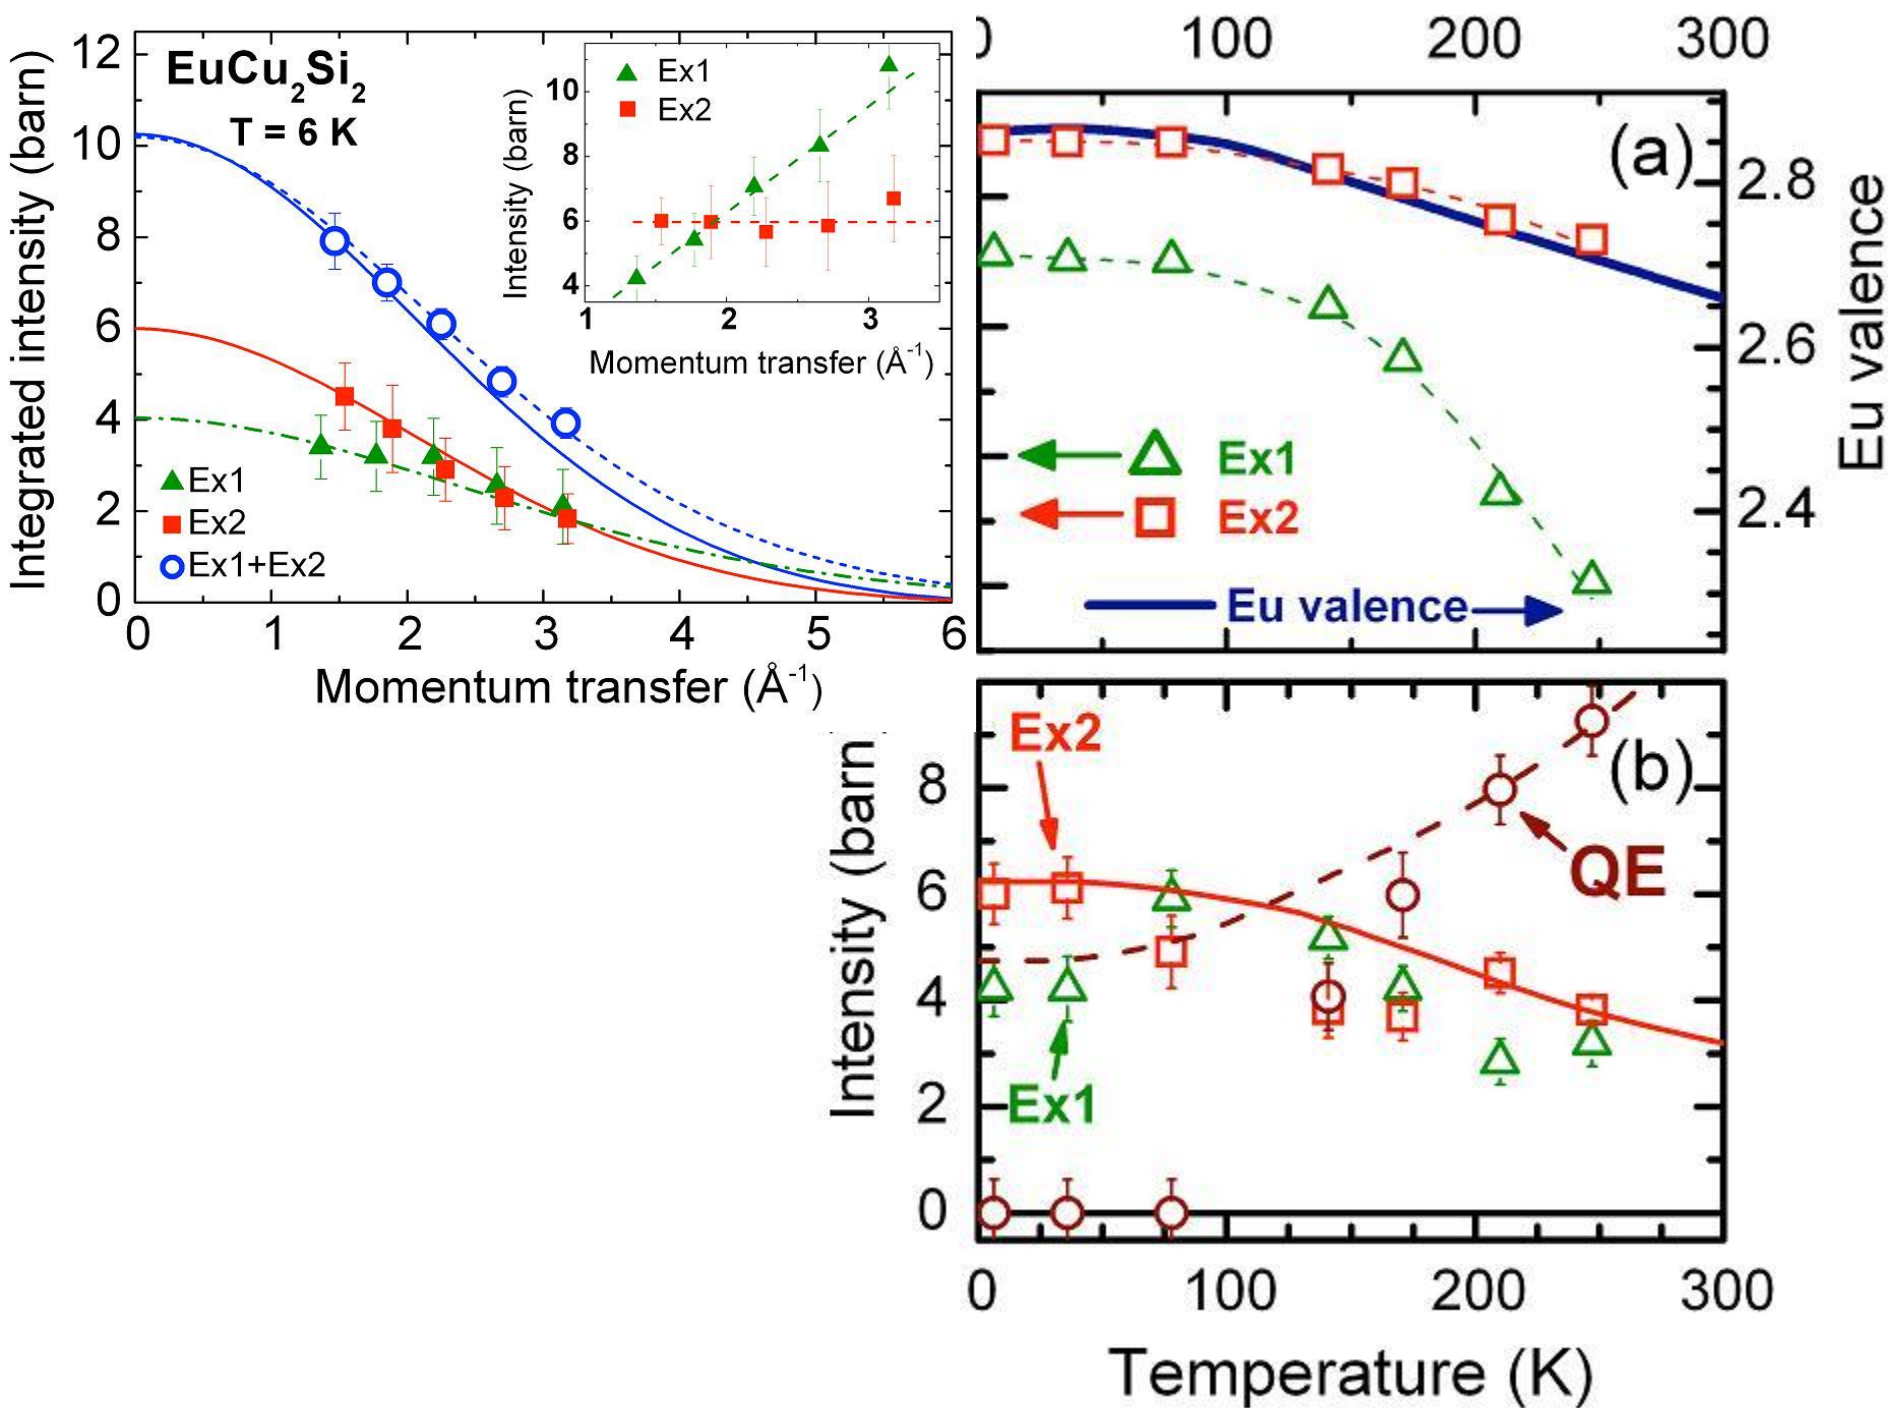 EuCu2Si2
T = 6 K
Integrated intensity (barn)
12
10
8
6
4
2
0
0 1 2 3 4 5 6
Momentum transfer (Å-1)
Ex1
Ex2
Ex1+Ex2
Ex1
Ex2
Intensity (barn)
10
8
6
4
1 2 3
Momentum transfer (Å-1)
0 100 200 300
(a)
2.8
2.6
2.4
Eu valence
Ex1
Ex2
Eu valence
Ex2
(b)
QE
Ex1
Intensity (barn
8
6
4
2
0
0 100 200 300
Temperature (K)